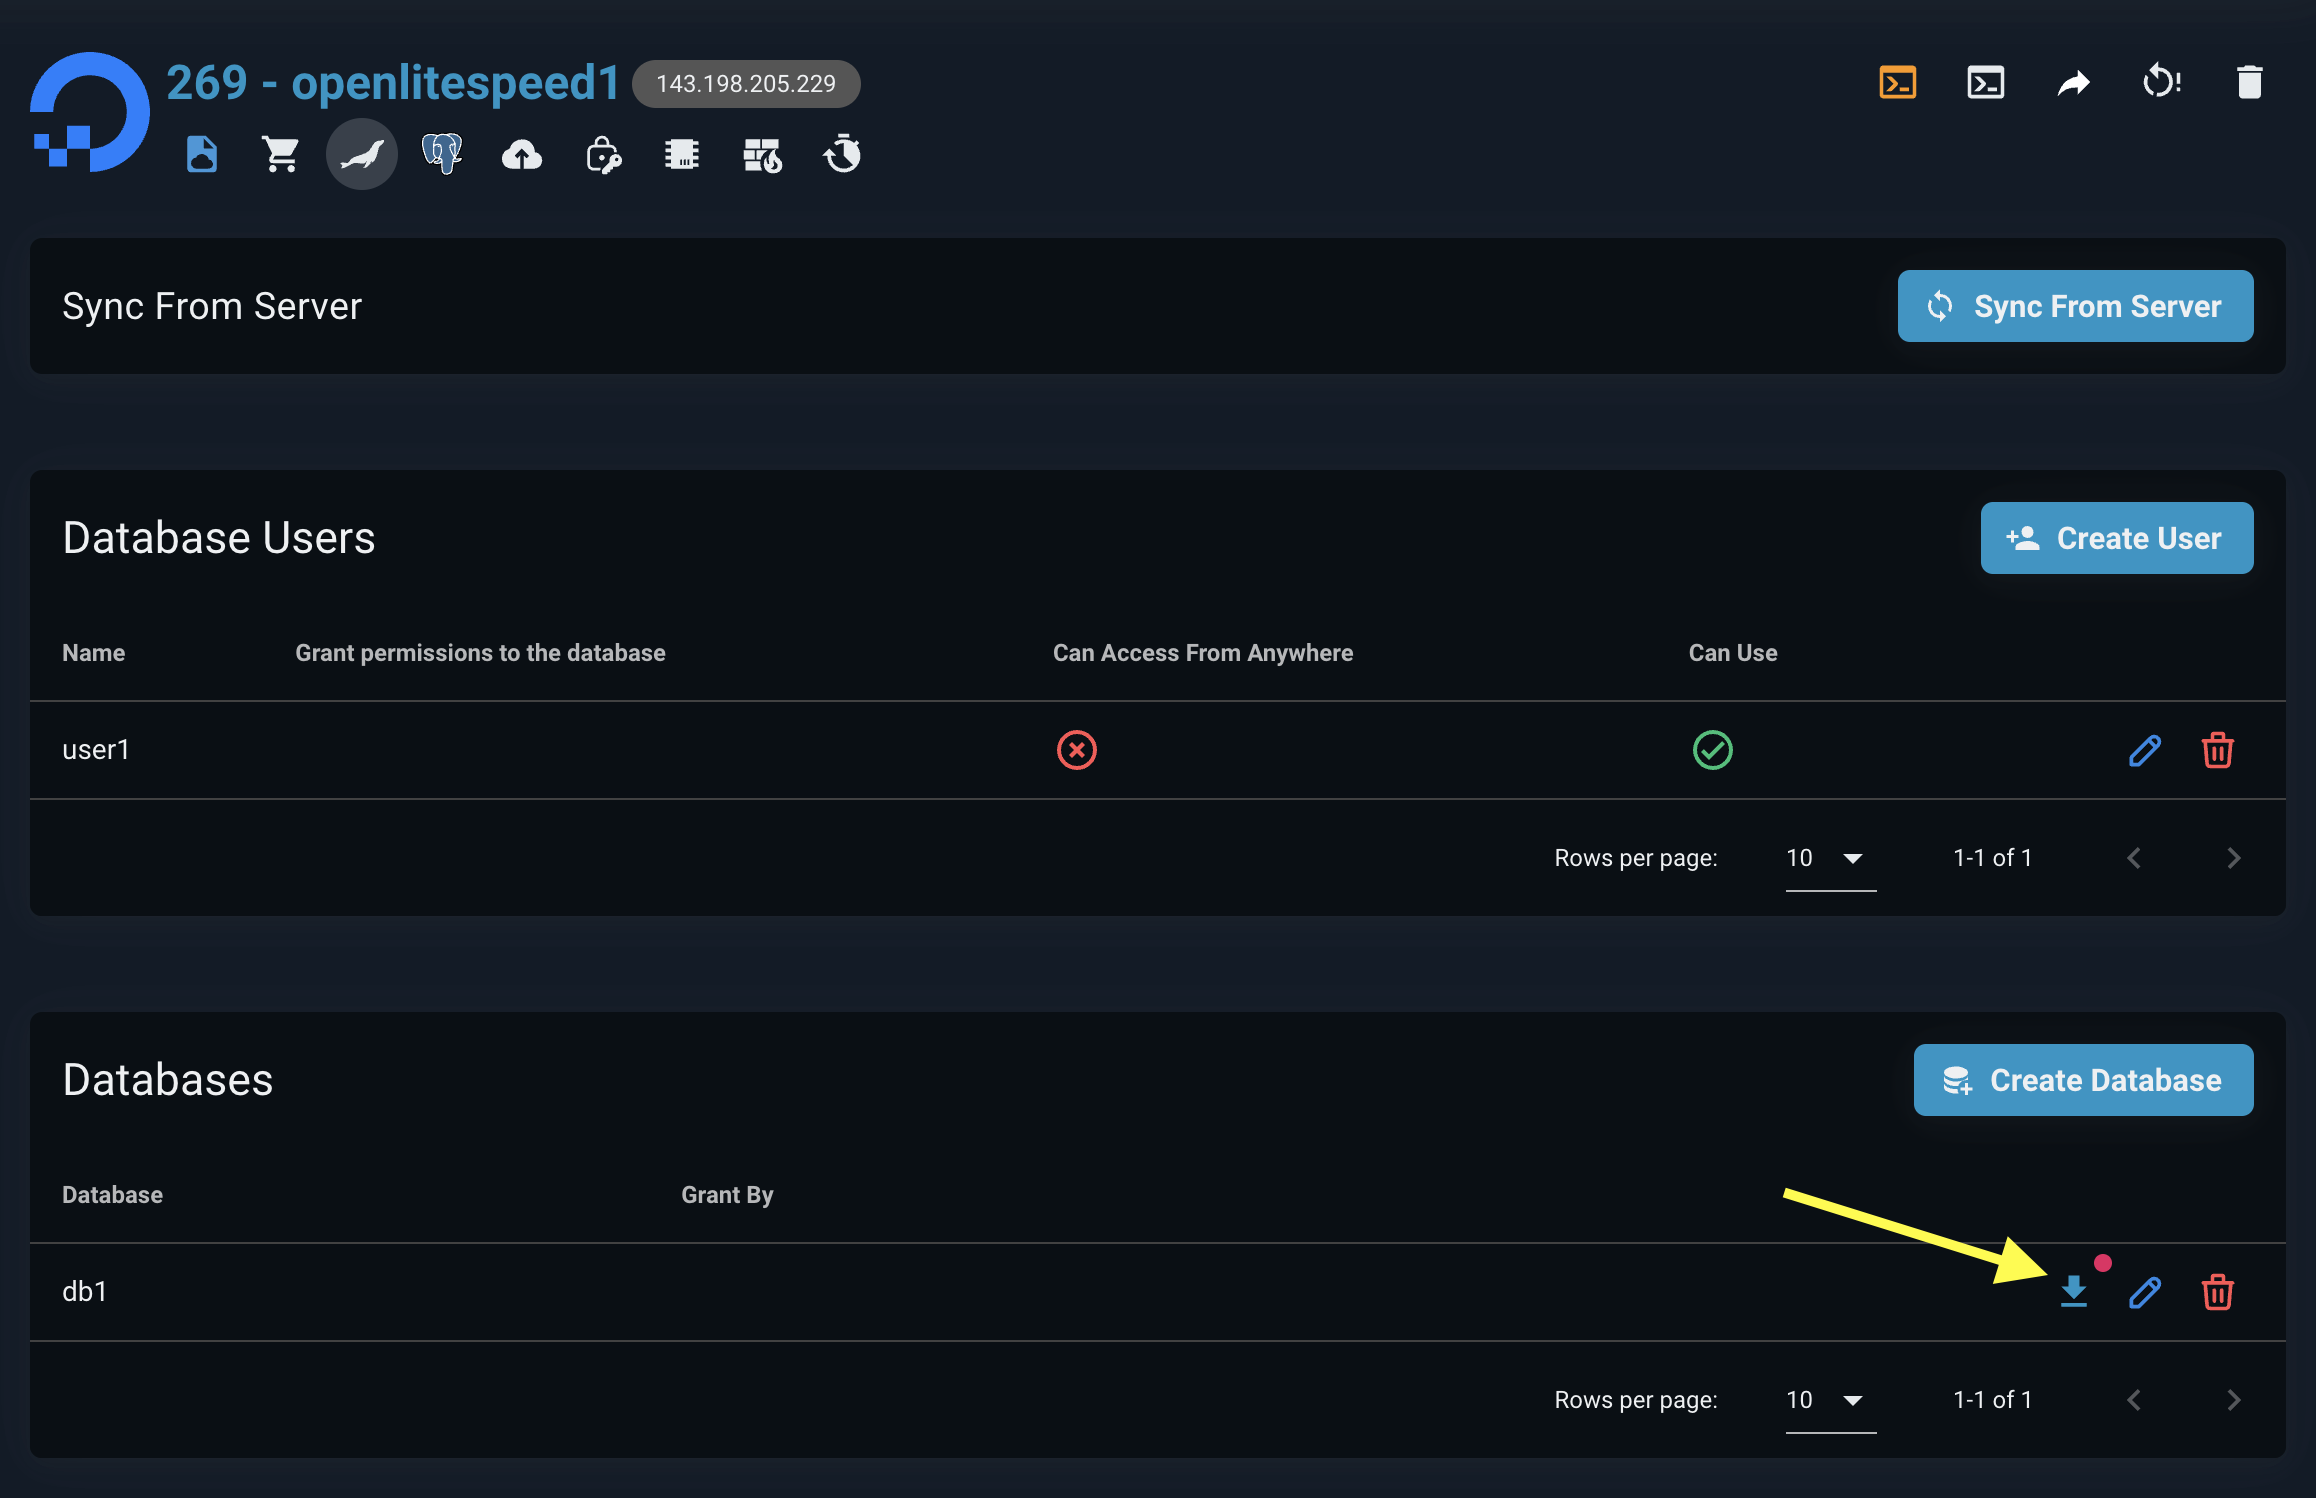 269 - openlitespeed1 143.198.205.229
Sync From Server Sync From Server
Database Users Create User
Name Grant permissions to the database Can Access From Anywhere Can Use
user1
Rows per page: 10 1-1 of 1
Databases Create Database
Database Grant By
db1
Rows per page: 10 1-1 of 1